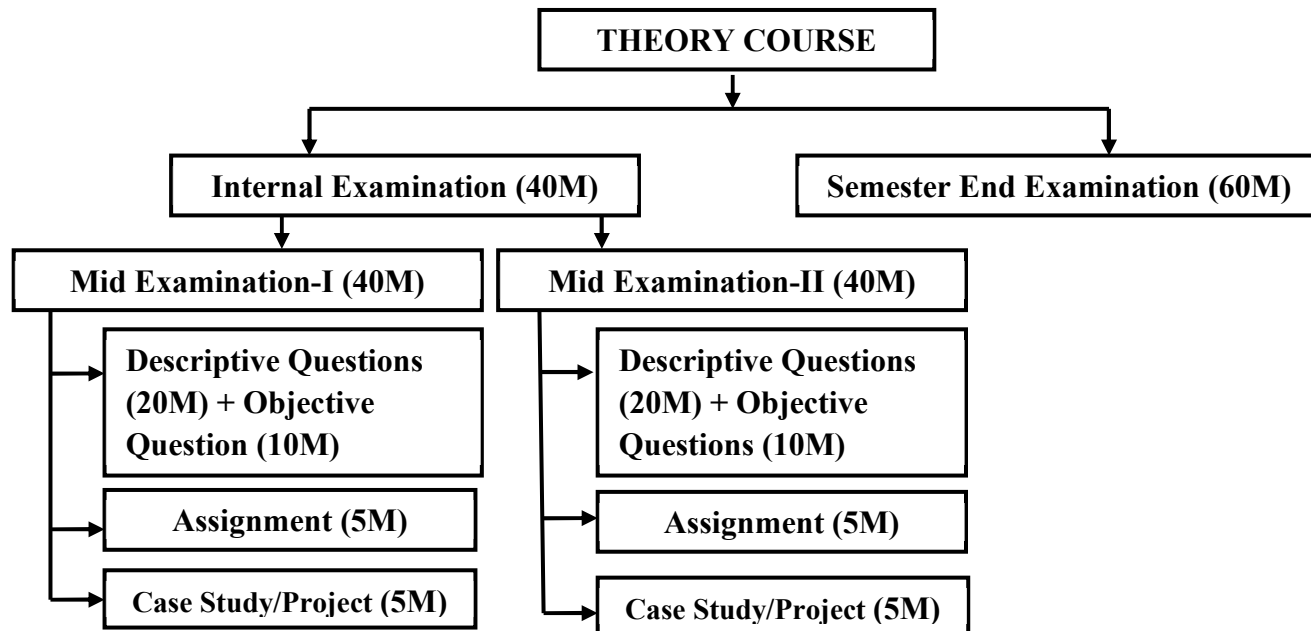 THEORY COURSE
Internal Examination (40M)
Semester End Examination (60M)
Mid Examination-I (40M)
Mid Examination-II (40M)
Descriptive Questions
(20M) + Objective
Question (10M)
Assignment (5M)
Case Study/Project (5M)
Descriptive Questions
(20M) + Objective
Questions (10M)
Assignment (5M)
Case Study/Project (5M)